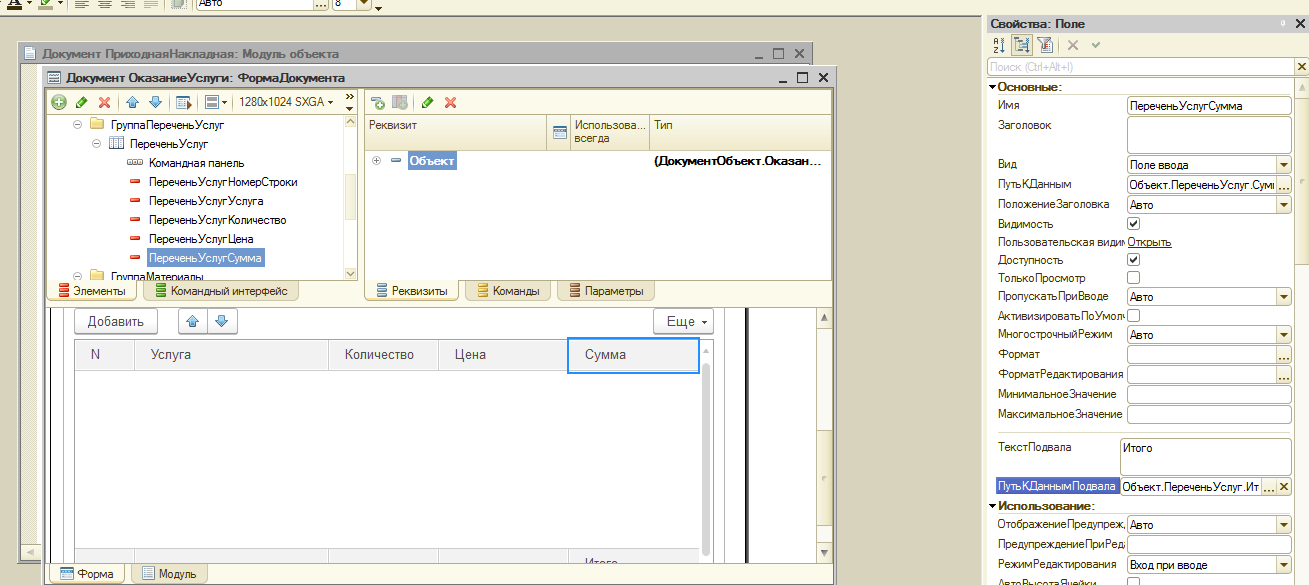 Авто
8
Документ ПриходнаяНакладная: Модуль объекта
Документ ОказаниеУслуги: ФормаДокумента
1280x1024 SXGA
ГруппаПереченьУслуг
ПереченьУслуг
Командная панель
ПереченьУслугНомерСтроки
ПереченьУслугУслуга
ПереченьУслугКоличество
ПереченьУслугЦена
ПереченьУслугСумма
ГруппаМатериалы
Элементы
Командный интерфейс
Реквизит
Использова... всегда
Тип
Объект
(ДокументОбъект.Оказан...
Реквизиты
Команды
Параметры
Добавить
Еще
N Услуга Количество Цена Сумма
Итого
Форма
Модуль
Свойства: Поле
Поиск (Ctrl+Alt+I)
Основные:
Имя ПереченьУслугСумма
Заголовок
Вид Поле ввода
ПутьКДанным Объект.ПереченьУслуг.Сумм ...
ПоложениеЗаголовка Авто
Видимость
Пользовательская видим Открыть
Доступность
ТолькоПросмотр
ПропускатьПриВводе Авто
АктивизироватьПоУмолч
МногострочныйРежим Авто
Формат ...
ФорматРедактирования ...
МинимальноеЗначение
МаксимальноеЗначение
ТекстПодвала Итого
ПутьКДаннымПодвала Объект.ПереченьУслуг.Ит ...
Использование:
ОтображениеПредупреж, Авто
ПредупреждениеПриРед
РежимРедактирования Вход при вводе
АвтоВысотаЯчейки